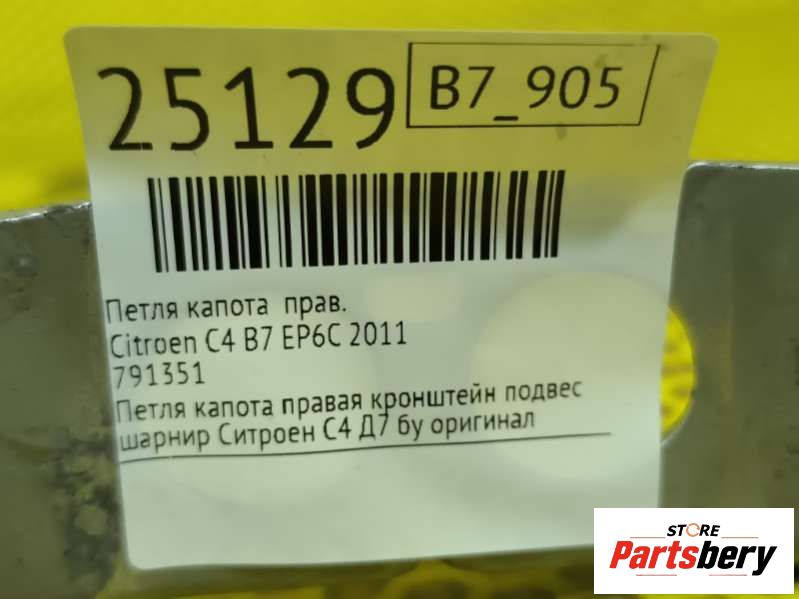 25129
B7_905
Петля капота прав.
Citroen C4 B7 EP6C 2011
791351
Петля капота правая кронштейн подвес
шарнир Ситроен С4 Д7 бу оригинал
STORE
Partsbery